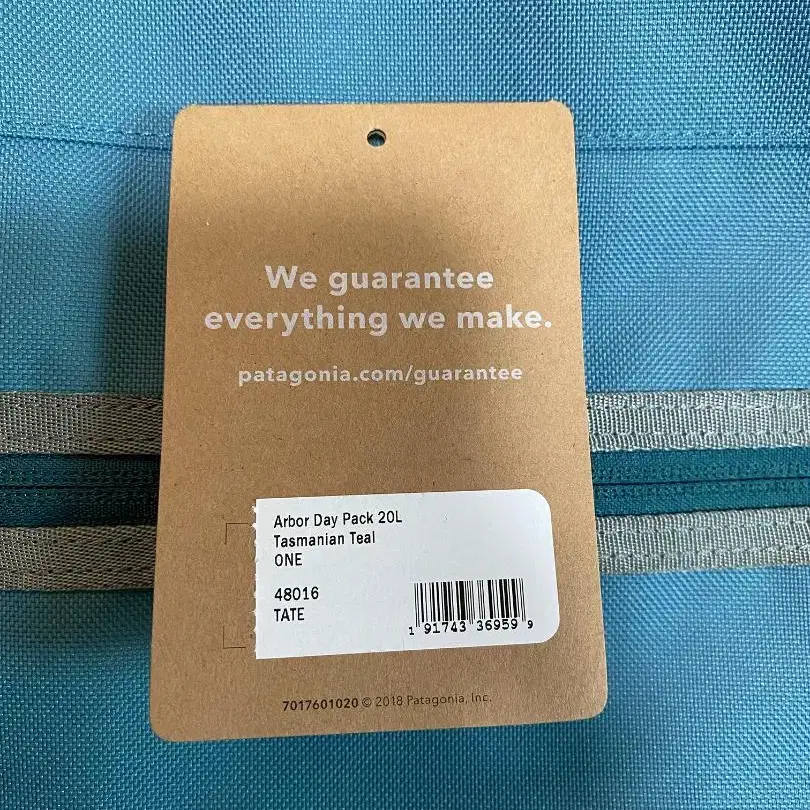 We guarantee
everything we make.
patagonia.com/guarantee
Arbor Day Pack 20L
Tasmanian Teal
ONE
48016
TATE
1 91743 36959 9
7017601020 © 2018 Patagonia, Inc.